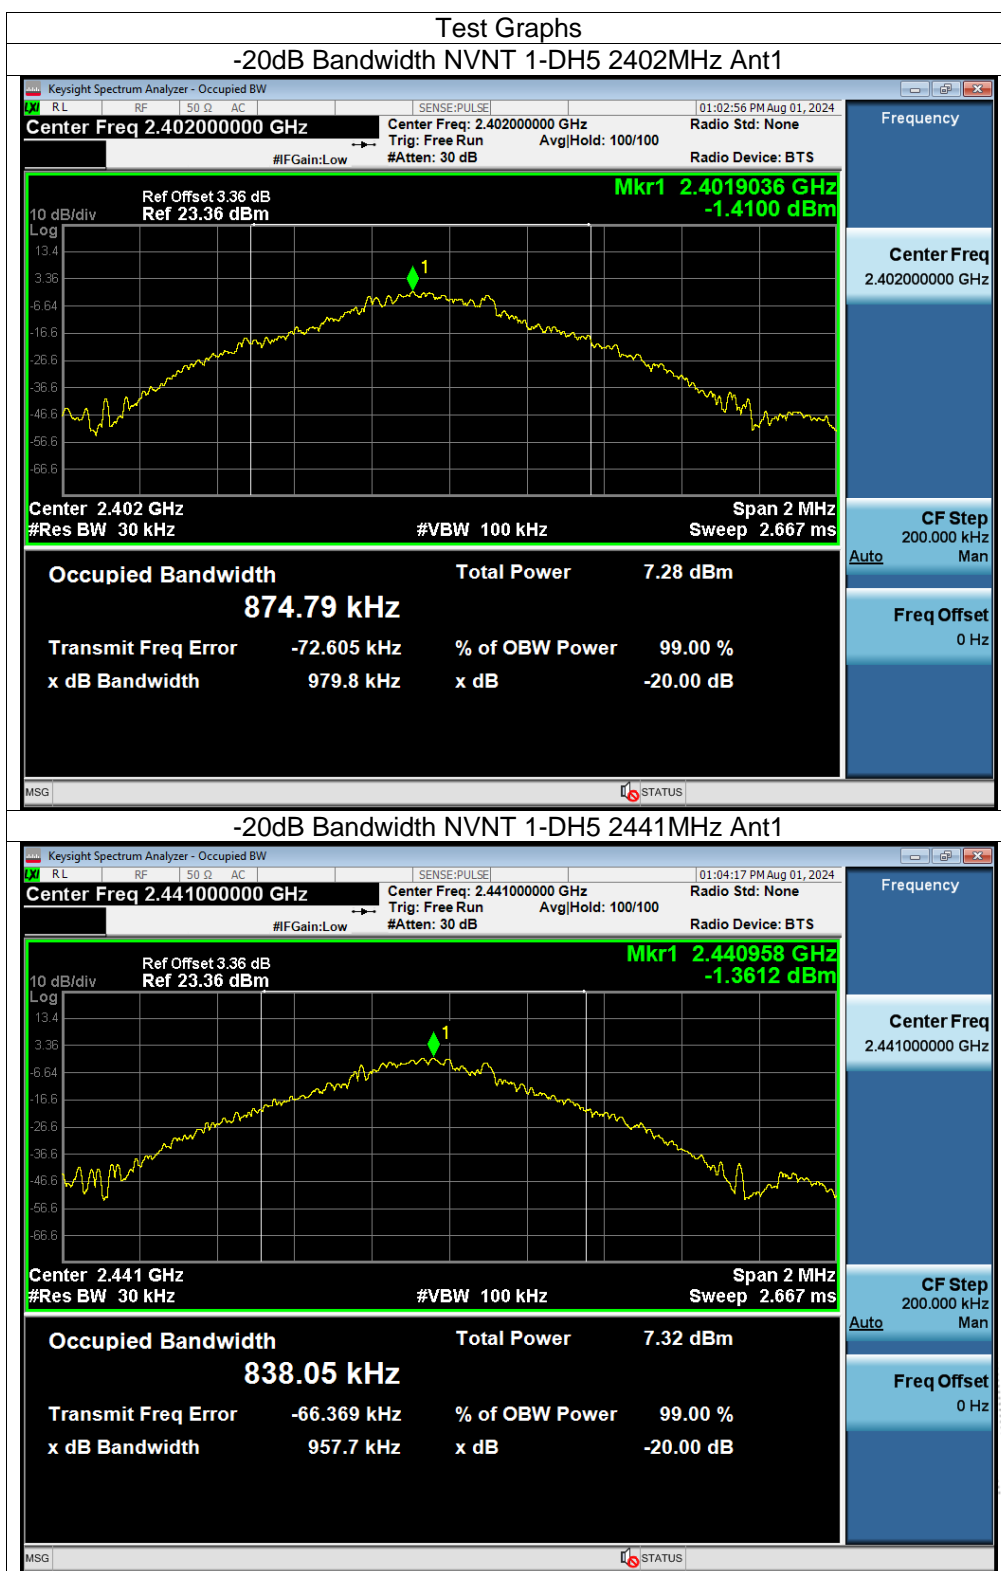 Test Graphs
-20dB Bandwidth NVNT 1-DH5 2402MHz Ant1
Keysight Spectrum Analyzer - Occupied BW
LXI RL RF 50 Ω AC SENSE:PULSE 01:02:56 PM Aug 01, 2024
Center Freq 2.402000000 GHz Center Freq: 2.402000000 GHz Radio Std: None Frequency
Trig: Free Run Avg|Hold: 100/100
#IFGain:Low #Atten: 30 dB Radio Device: BTS
Mkr1 2.4019036 GHz
Ref Offset 3.36 dB
10 dB/div Ref 23.36 dBm -1.4100 dBm
Log
13.4
3.36
-6.64
-16.6
-26.6
-36.6
-46.6
-56.6
-66.6
1
Center Freq
2.402000000 GHz
Center 2.402 GHz Span 2 MHz
#Res BW 30 kHz #VBW 100 kHz Sweep 2.667 ms
CF Step
200.000 kHz
Auto Man
Occupied Bandwidth Total Power 7.28 dBm
874.79 kHz
Freq Offset
0 Hz
Transmit Freq Error -72.605 kHz % of OBW Power 99.00 %
x dB Bandwidth 979.8 kHz x dB -20.00 dB
MSG STATUS
-20dB Bandwidth NVNT 1-DH5 2441MHz Ant1
Keysight Spectrum Analyzer - Occupied BW
LXI RL RF 50 Ω AC SENSE:PULSE 01:04:17 PM Aug 01, 2024
Center Freq 2.441000000 GHz Center Freq: 2.441000000 GHz Radio Std: None Frequency
Trig: Free Run Avg|Hold: 100/100
#IFGain:Low #Atten: 30 dB Radio Device: BTS
Mkr1 2.440958 GHz
Ref Offset 3.36 dB
10 dB/div Ref 23.36 dBm -1.3612 dBm
Log
13.4
3.36
-6.64
-16.6
-26.6
-36.6
-46.6
-56.6
-66.6
1
Center Freq
2.441000000 GHz
Center 2.441 GHz Span 2 MHz
#Res BW 30 kHz #VBW 100 kHz Sweep 2.667 ms
CF Step
200.000 kHz
Auto Man
Occupied Bandwidth Total Power 7.32 dBm
838.05 kHz
Freq Offset
0 Hz
Transmit Freq Error -66.369 kHz % of OBW Power 99.00 %
x dB Bandwidth 957.7 kHz x dB -20.00 dB
MSG STATUS